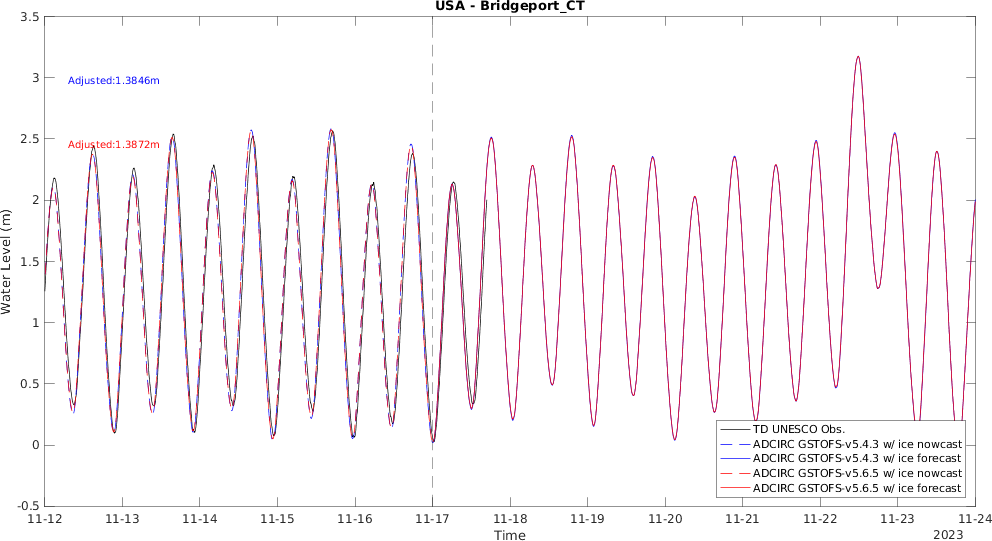 USA - Bridgeport_CT
3.5
3
2.5
2
1.5
1
0.5
0
-0.5
Water Level (m)
Adjusted:1.3846m
Adjusted:1.3872m
TD UNESCO Obs.
ADCIRC GSTOFS-v5.4.3 w/ ice nowcast
ADCIRC GSTOFS-v5.4.3 w/ ice forecast
ADCIRC GSTOFS-v5.6.5 w/ ice nowcast
ADCIRC GSTOFS-v5.6.5 w/ ice forecast
11-12 11-13 11-14 11-15 11-16 11-17 11-18 11-19 11-20 11-21 11-22 11-23 11-24
Time
2023